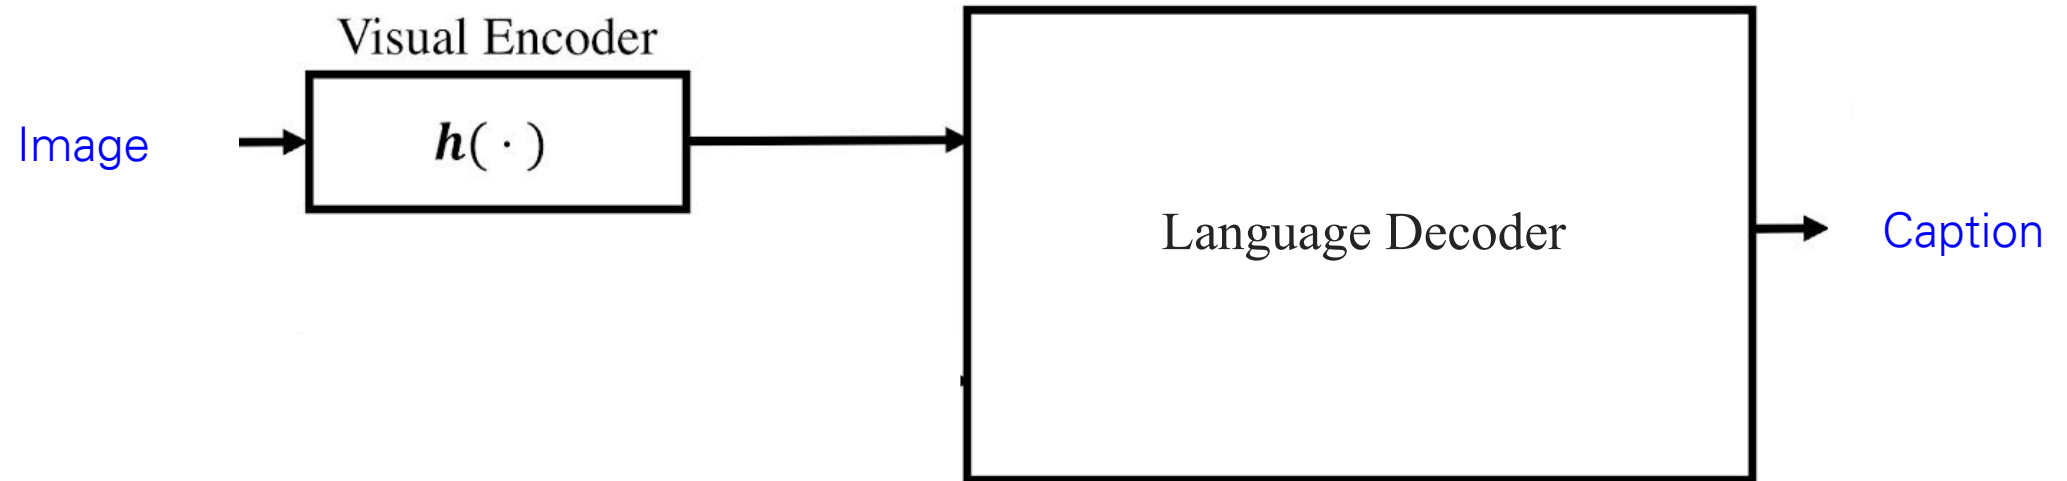 Visual Encoder
Image
h( · )
Language Decoder
Caption